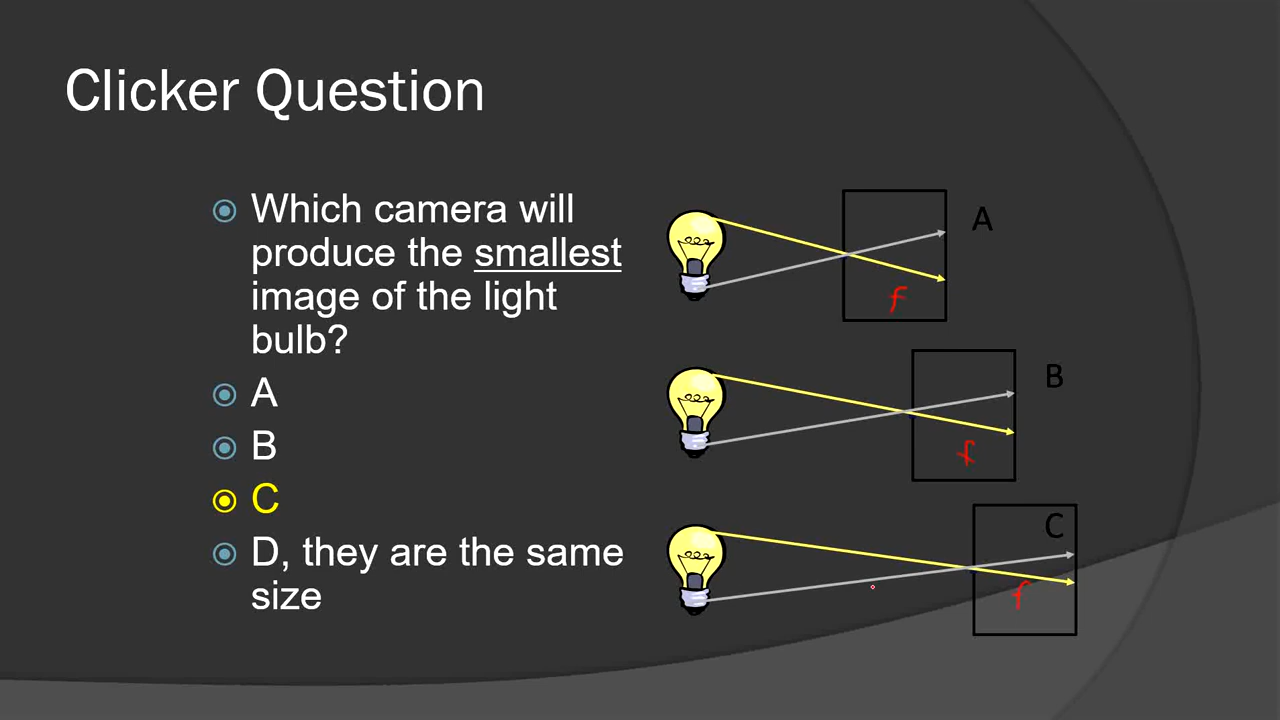 Clicker Question
Which camera will
produce the smallest
image of the light
bulb?
A
B
C
D, they are the same
size
A
f
B
f
C
f